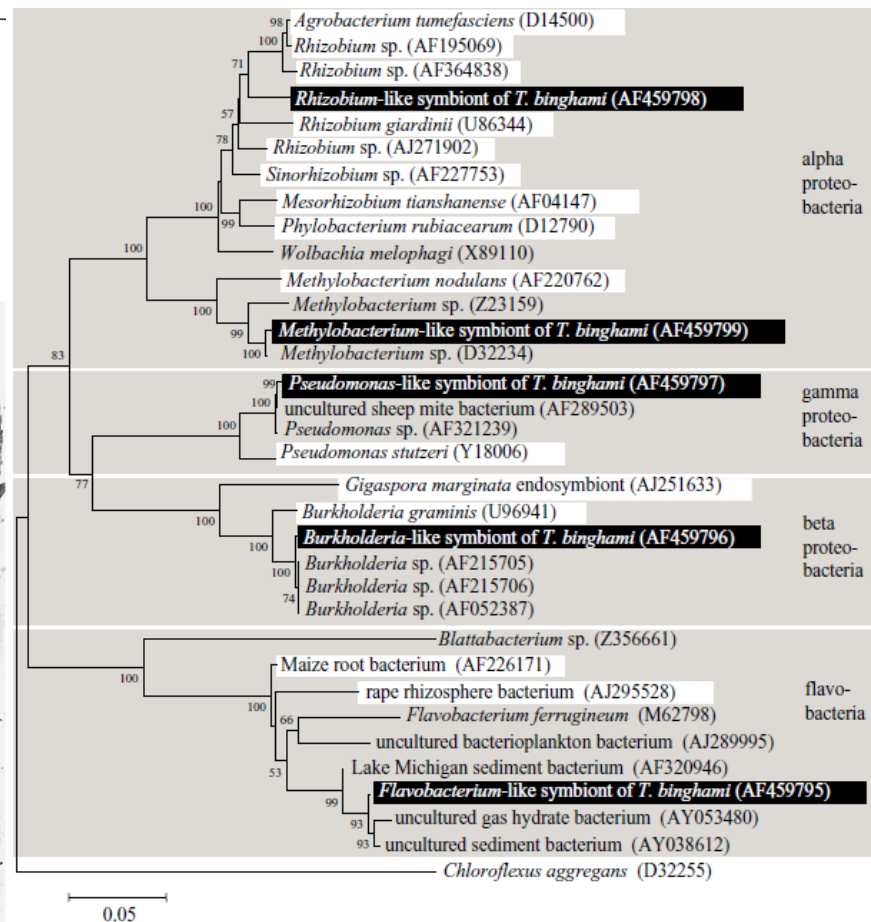 98
Agrobacterium tumefasciens (D14500)
100
Rhizobium sp. (AF195069)
71
Rhizobium sp. (AF364838)
Rhizobium-like symbiont of T. binghami (AF459798)
57
Rhizobium giardinii (U86344)
78
Rhizobium sp. (AJ271902)
Sinorhizobium sp. (AF227753)
100
Mesorhizobium tianshanense (AF04147)
99
Phylobacterium rubiacearum (D12790)
100
Wolbachia melophagi (X89110)
Methylobacterium nodulans (AF220762)
100
Methylobacterium sp. (Z23159)
99
Methylobacterium-like symbiont of T. binghami (AF459799)
100
Methylobacterium sp. (D32234)
alpha
proteo-
bacteria
83
99
Pseudomonas-like symbiont of T. binghami (AF459797)
100
uncultured sheep mite bacterium (AF289503)
100
Pseudomonas sp. (AF321239)
Pseudomonas stutzeri (Y18006)
gamma
proteo-
bacteria
77
Gigaspora marginata endosymbiont (AJ251633)
100
Burkholderia graminis (U96941)
100
Burkholderia-like symbiont of T. binghami (AF459796)
100
Burkholderia sp. (AF215705)
Burkholderia sp. (AF215706)
74
Burkholderia sp. (AF052387)
beta
proteo-
bacteria
Blattabacterium sp. (Z356661)
100
Maize root bacterium (AF226171)
100
rape rhizosphere bacterium (AJ295528)
66
Flavobacterium ferrugineum (M62798)
uncultured bacterioplankton bacterium (AJ289995)
53
Lake Michigan sediment bacterium (AF320946)
99
Flavobacterium-like symbiont of T. binghami (AF459795)
93
uncultured gas hydrate bacterium (AY053480)
93
uncultured sediment bacterium (AY038612)
flavo-
bacteria
Chloroflexus aggregans (D32255)
0.05